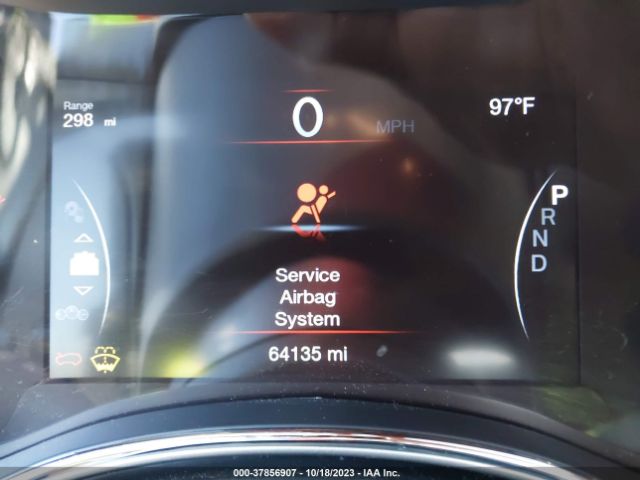 Range
298 mi
0 MPH
97°F
P
R
N
D
Service
Airbag
System
64135 mi
000-37856907 - 10/18/2023 - IAA Inc.